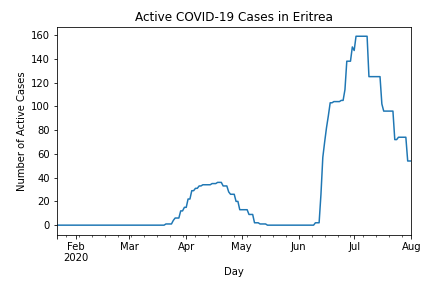 Active COVID-19 Cases in Eritrea
Number of Active Cases
160
140
120
100
80
60
40
20
0
Feb Mar Apr May Jun Jul Aug
2020
Day